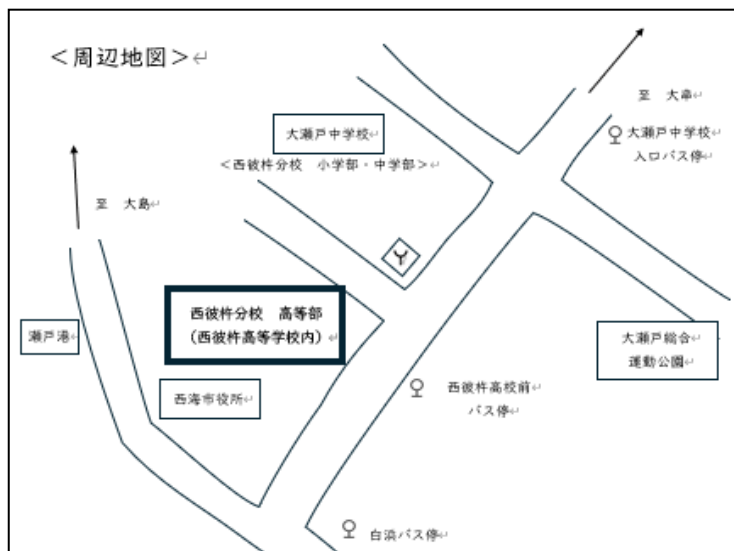 <周辺地図>
至 大串
大瀬戸中学校
入口バス停
大瀬戸中学校
<西彼杵分校 小学部・中学部>
至 大島
西彼杵分校 高等部
(西彼杵高等学校内)
瀬戸港
大瀬戸総合
運動公園
西海市役所
西彼杵高校前
バス停
白浜バス停